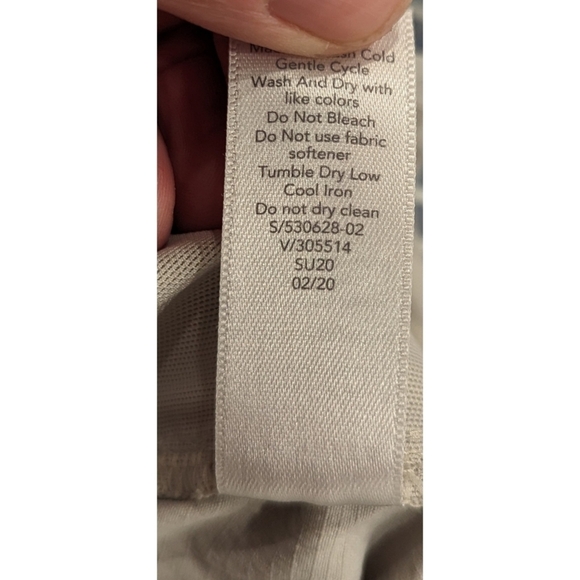 Cold
Gentle Cycle
Wash And Dry with
like colors
Do Not Bleach
Do Not use fabric
softener
Tumble Dry Low
Cool Iron
Do not dry clean
S/530628-02
V/305514
SU20
02/20